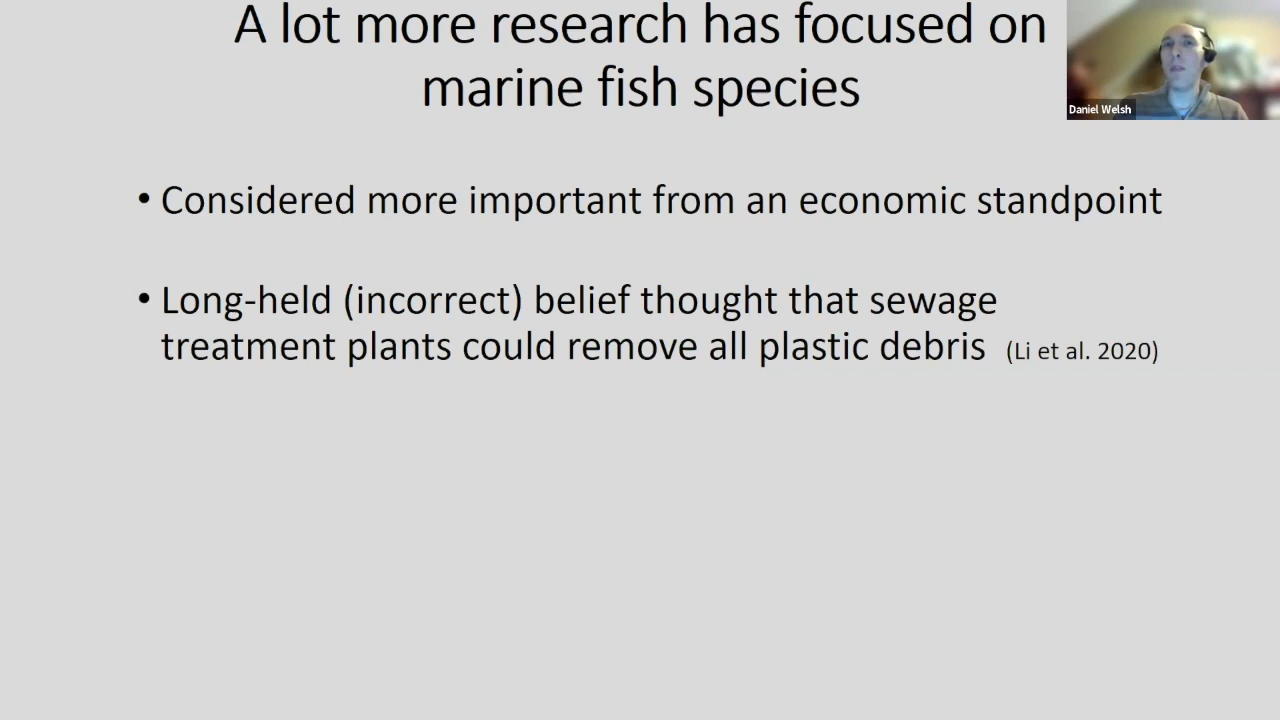 A lot more research has focused on
marine fish species
Daniel Welsh
• Considered more important from an economic standpoint
• Long-held (incorrect) belief thought that sewage
treatment plants could remove all plastic debris (Li et al. 2020)